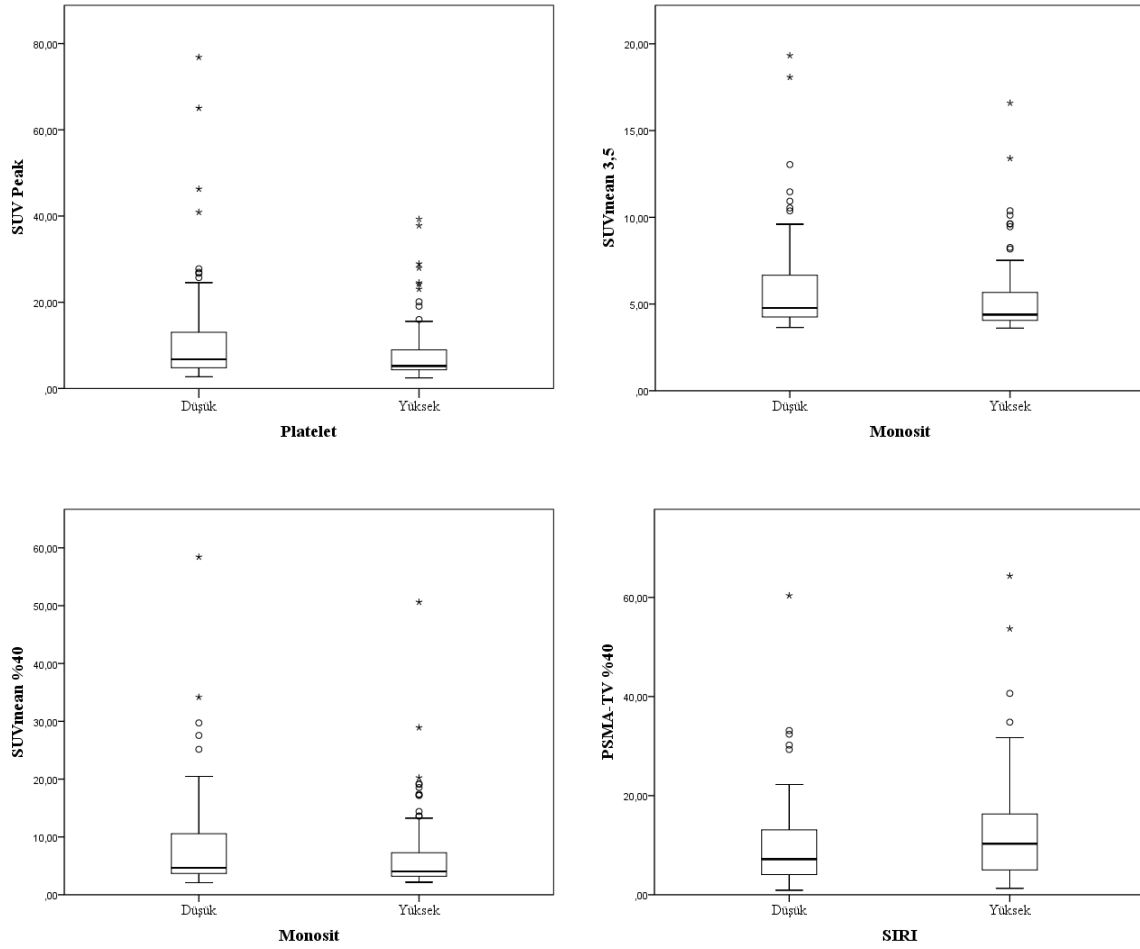 SUV Peak
80,00
60,00
40,00
20,00
,00
Düşük
Yüksek
Platelet
SUVmean 3,5
20,00
15,00
10,00
5,00
,00
Düşük
Yüksek
Monosit
SUVmean %40
60,00
50,00
40,00
30,00
20,00
10,00
,00
Düşük
Yüksek
Monosit
PSMA-TV %40
60,00
40,00
20,00
,00
Düşük
Yüksek
SIRI